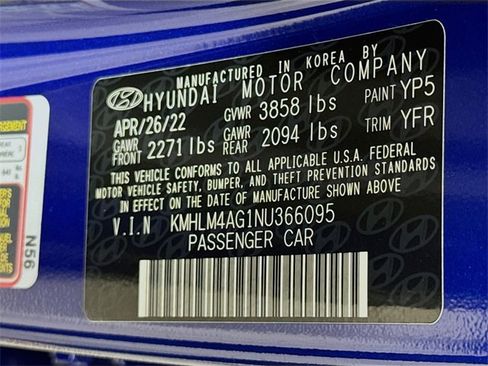 MANUFACTURED IN KOREA BY
HYUNDAI MOTOR COMPANY
APR/26/22 GVWR 3858 lbs PAINT YP5
GAWR FRONT 2271 lbs GAWR REAR 2094 lbs TRIM YFR
THIS VEHICLE CONFORMS TO ALL APPLICABLE U.S.A. FEDERAL
MOTOR VEHICLE SAFETY, BUMPER, AND THEFT PREVENTION STANDARDS
IN EFFECT ON THE DATE OF MANUFACTURE SHOWN ABOVE.
V.I.N KMHLM4AG1NU366095
PASSENGER CAR
N56